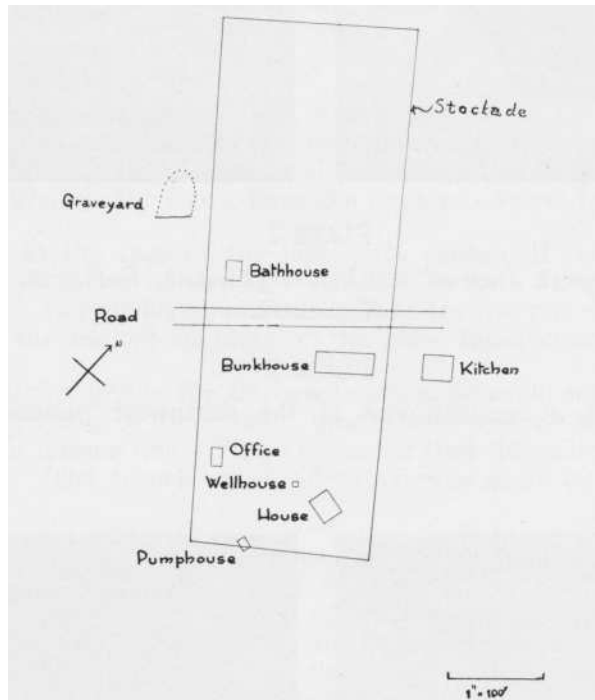 Stockade
Graveyard
Bathhouse
Road
N
Bunkhouse
Kitchen
Office
Wellhouse
House
Pumphouse
1"=100'